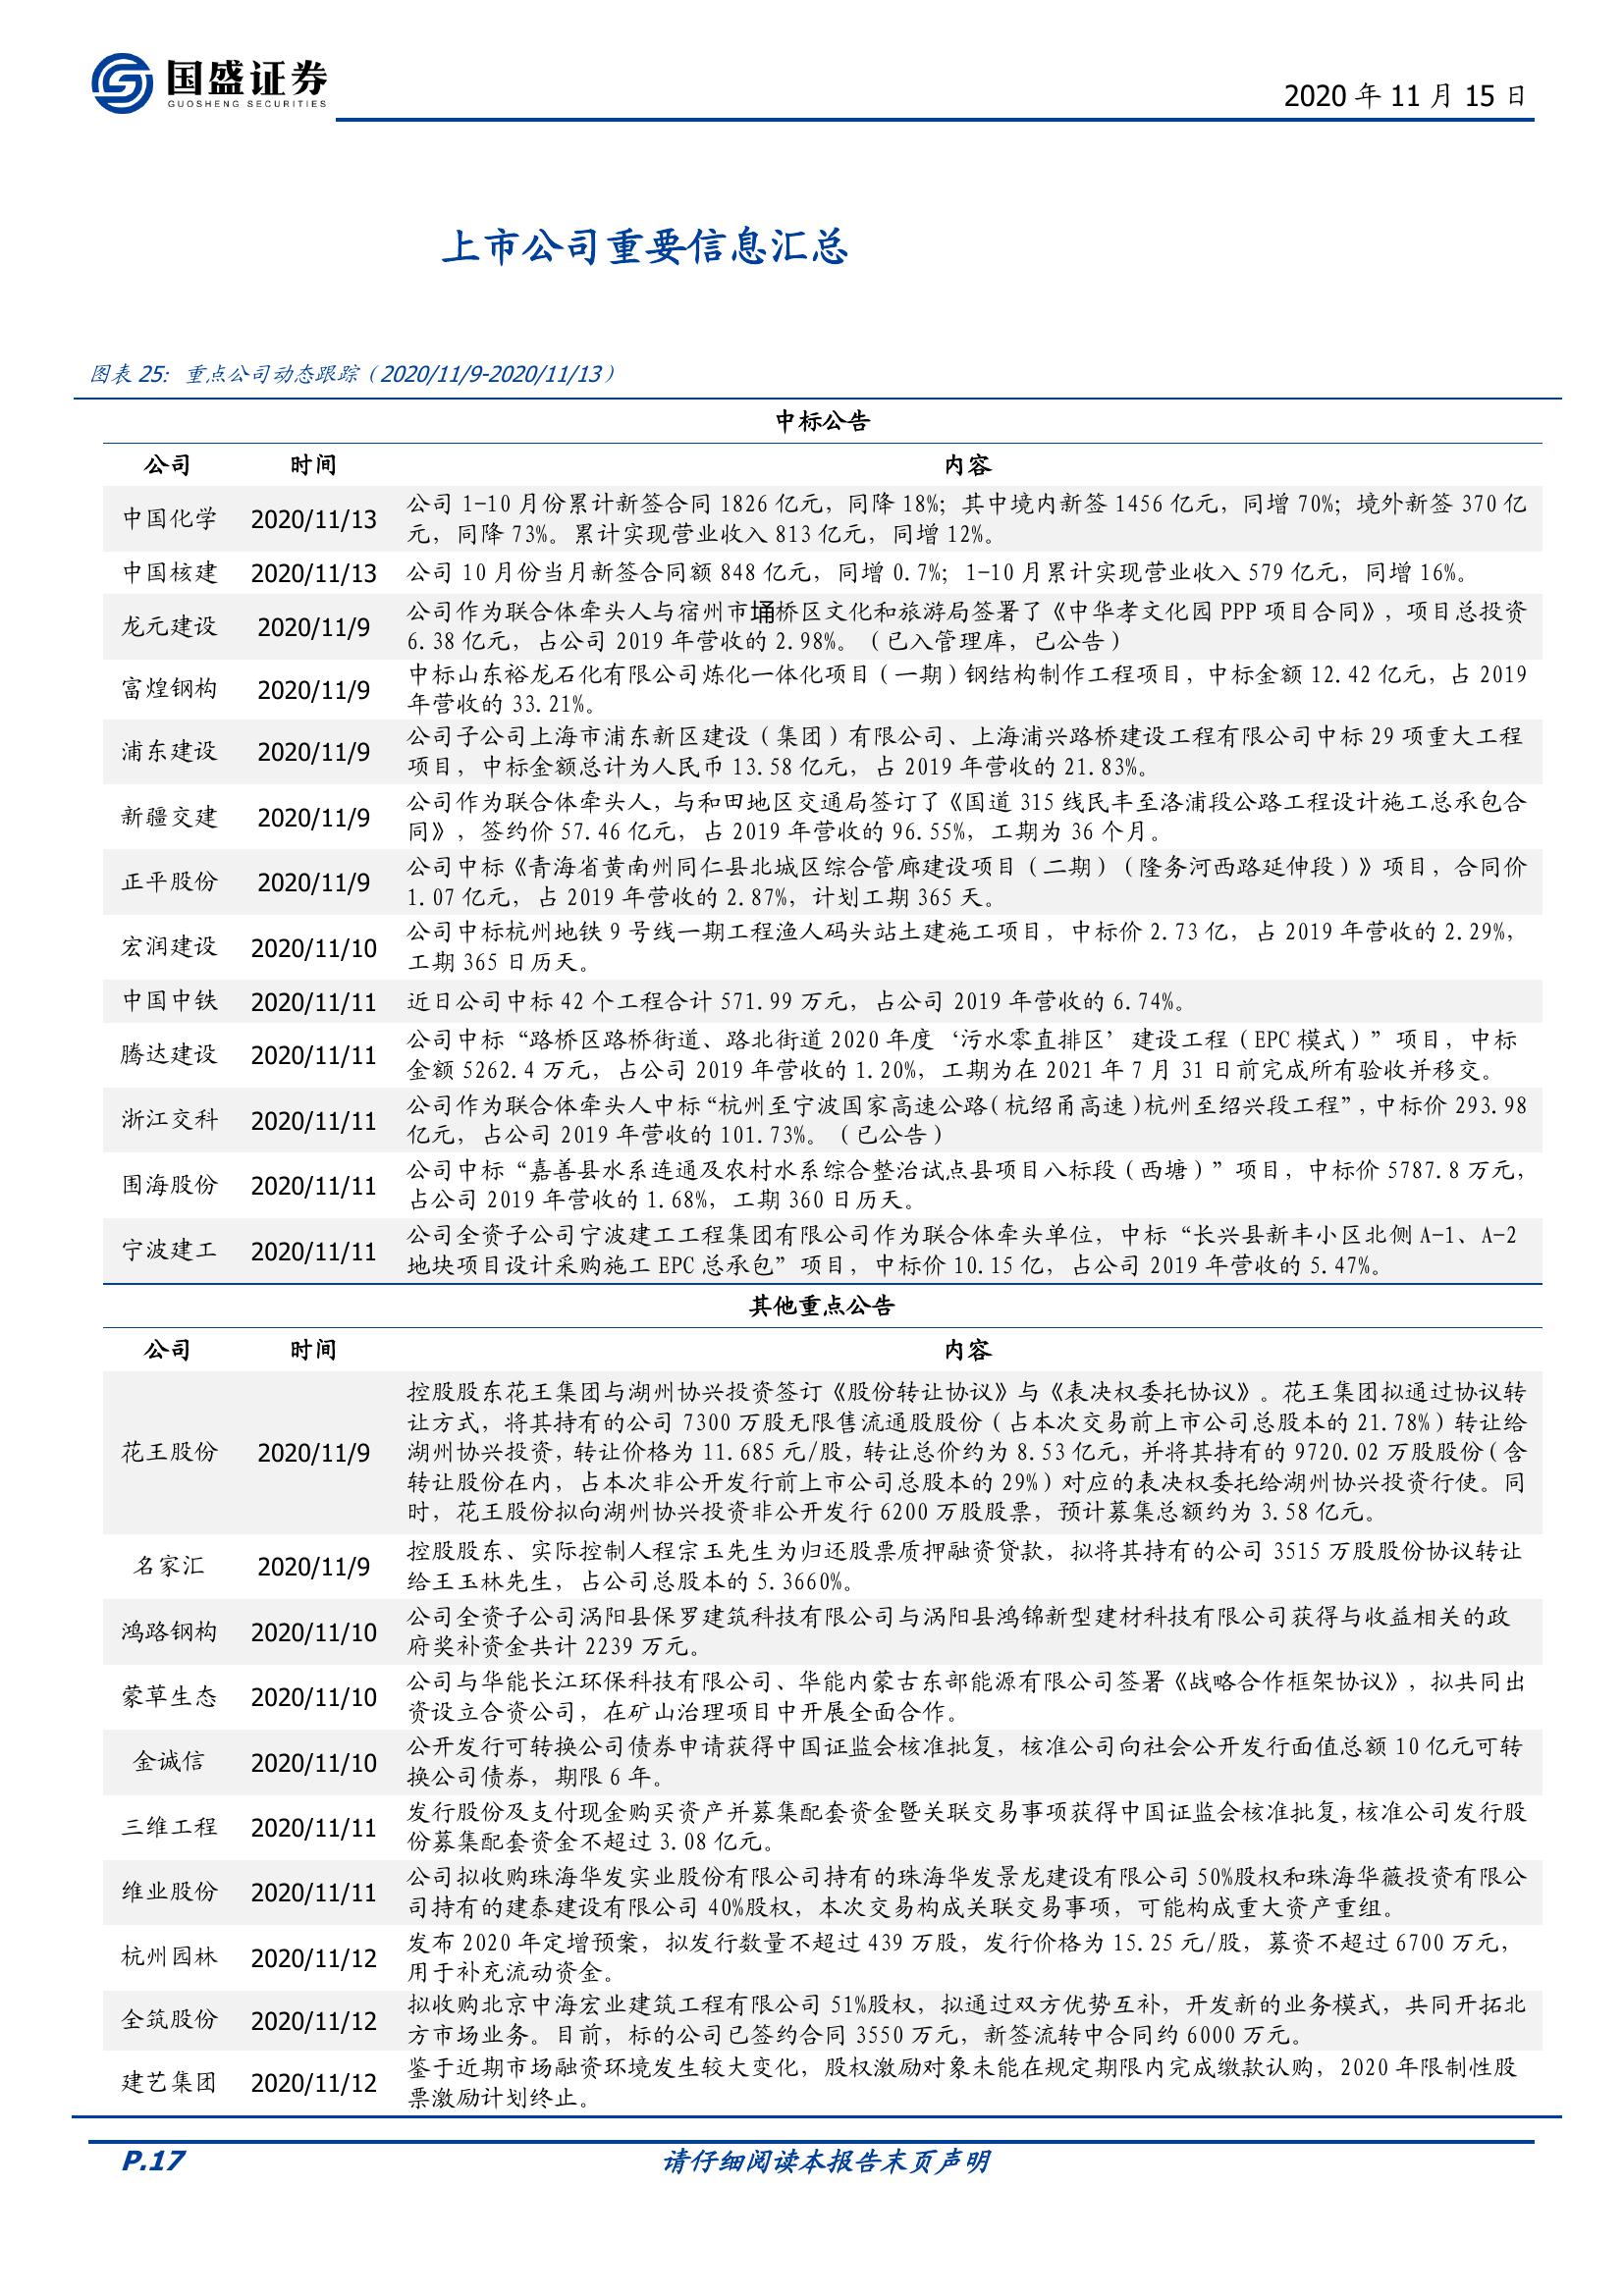 国盛证券
GUOSHENG SECURITIES
2020 年 11 月 15 日
上市公司重要信息汇总
图表 25：重点公司动态跟踪（2020/11/9-2020/11/13）
中标公告
公司 时间 内容
中国化学 2020/11/13 公司 1-10 月份累计新签合同 1826 亿元，同降 18%；其中境内新签 1456 亿元，同增 70%；境外新签 370 亿
元，同降 73%。累计实现营业收入 813 亿元，同增 12%。
中国核建 2020/11/13 公司 10 月份当月新签合同额 848 亿元，同增 0.7%；1-10 月累计实现营业收入 579 亿元，同增 16%。
龙元建设 2020/11/9 公司作为联合体牵头人与宿州市埇桥区文化和旅游局签署了《中华孝文化园 PPP 项目合同》，项目总投资
6.38 亿元，占公司 2019 年营收的 2.98%。（已入管理库，已公告）
富煌钢构 2020/11/9 中标山东裕龙石化有限公司炼化一体化项目（一期）钢结构制作工程项目，中标金额 12.42 亿元，占 2019
年营收的 33.21%。
浦东建设 2020/11/9 公司子公司上海市浦东新区建设（集团）有限公司、上海浦兴路桥建设工程有限公司中标 29 项重大工程
项目，中标金额总计为人民币 13.58 亿元，占 2019 年营收的 21.83%。
新疆交建 2020/11/9 公司作为联合体牵头人，与和田地区交通局签订了《国道 315 线民丰至洛浦段公路工程设计施工总承包合
同》，签约价 57.46 亿元，占 2019 年营收的 96.55%，工期为 36 个月。
正平股份 2020/11/9 公司中标《青海省黄南州同仁县北城区综合管廊建设项目（二期）（隆务河西路延伸段）》项目，合同价
1.07 亿元，占 2019 年营收的 2.87%，计划工期 365 天。
宏润建设 2020/11/10 公司中标杭州地铁 9 号线一期工程渔人码头站土建施工项目，中标价 2.73 亿，占 2019 年营收的 2.29%，
工期 365 日历天。
中国中铁 2020/11/11 近日公司中标 42 个工程合计 571.99 万元，占公司 2019 年营收的 6.74%。
腾达建设 2020/11/11 公司中标“路桥区路桥街道、路北街道 2020 年度‘污水零直排区’建设工程（EPC 模式）”项目，中标
金额 5262.4 万元，占公司 2019 年营收的 1.20%，工期为在 2021 年 7 月 31 日前完成所有验收并移交。
浙江交科 2020/11/11 公司作为联合体牵头人中标“杭州至宁波国家高速公路(杭绍甬高速)杭州至绍兴段工程”，中标价 293.98
亿元，占公司 2019 年营收的 101.73%。（已公告）
围海股份 2020/11/11 公司中标“嘉善县水系连通及农村水系综合整治试点县项目八标段（西塘）”项目，中标价 5787.8 万元，
占公司 2019 年营收的 1.68%，工期 360 日历天。
宁波建工 2020/11/11 公司全资子公司宁波建工工程集团有限公司作为联合体牵头单位，中标“长兴县新丰小区北侧 A-1、A-2
地块项目设计采购施工 EPC 总承包”项目，中标价 10.15 亿，占公司 2019 年营收的 5.47%。
其他重点公告
公司 时间 内容
花王股份 2020/11/9 控股股东花王集团与湖州协兴投资签订《股份转让协议》与《表决权委托协议》。花王集团拟通过协议转
让方式，将其持有的公司 7300 万股无限售流通股股份（占本次交易前上市公司总股本的 21.78%）转让给
湖州协兴投资，转让价格为 11.685 元/股，转让总价约为 8.53 亿元，并将其持有的 9720.02 万股股份（含
转让股份在内，占本次非公开发行前上市公司总股本的 29%）对应的表决权委托给湖州协兴投资行使。同
时，花王股份拟向湖州协兴投资非公开发行 6200 万股股票，预计募集总额约为 3.58 亿元。
名家汇 2020/11/9 控股股东、实际控制人程宗玉先生为归还股票质押融资贷款，拟将其持有的公司 3515 万股股份协议转让
给王玉林先生，占公司总股本的 5.3660%。
鸿路钢构 2020/11/10 公司全资子公司涡阳县保罗建筑科技有限公司与涡阳县鸿锦新型建材科技有限公司获得与收益相关的政
府奖补资金共计 2239 万元。
蒙草生态 2020/11/10 公司与华能长江环保科技有限公司、华能内蒙古东部能源有限公司签署《战略合作框架协议》，拟共同出
资设立合资公司，在矿山治理项目中开展全面合作。
金诚信 2020/11/10 公开发行可转换公司债券申请获得中国证监会核准批复，核准公司向社会公开发行面值总额 10 亿元可转
换公司债券，期限 6 年。
三维工程 2020/11/11 发行股份及支付现金购买资产并募集配套资金暨关联交易事项获得中国证监会核准批复，核准公司发行股
份募集配套资金不超过 3.08 亿元。
维业股份 2020/11/11 公司拟收购珠海华发实业股份有限公司持有的珠海华发景龙建设有限公司 50%股权和珠海华薇投资有限公
司持有的建泰建设有限公司 40%股权，本次交易构成关联交易事项，可能构成重大资产重组。
杭州园林 2020/11/12 发布 2020 年定增预案，拟发行数量不超过 439 万股，发行价格为 15.25 元/股，募资不超过 6700 万元，
用于补充流动资金。
全筑股份 2020/11/12 拟收购北京中海宏业建筑工程有限公司 51%股权，拟通过双方优势互补，开发新的业务模式，共同开拓北
方市场业务。目前，标的公司已签约合同 3550 万元，新签流转中合同约 6000 万元。
建艺集团 2020/11/12 鉴于近期市场融资环境发生较大变化，股权激励对象未能在规定期限内完成缴款认购，2020 年限制性股
票激励计划终止。
P.17 请仔细阅读本报告末页声明